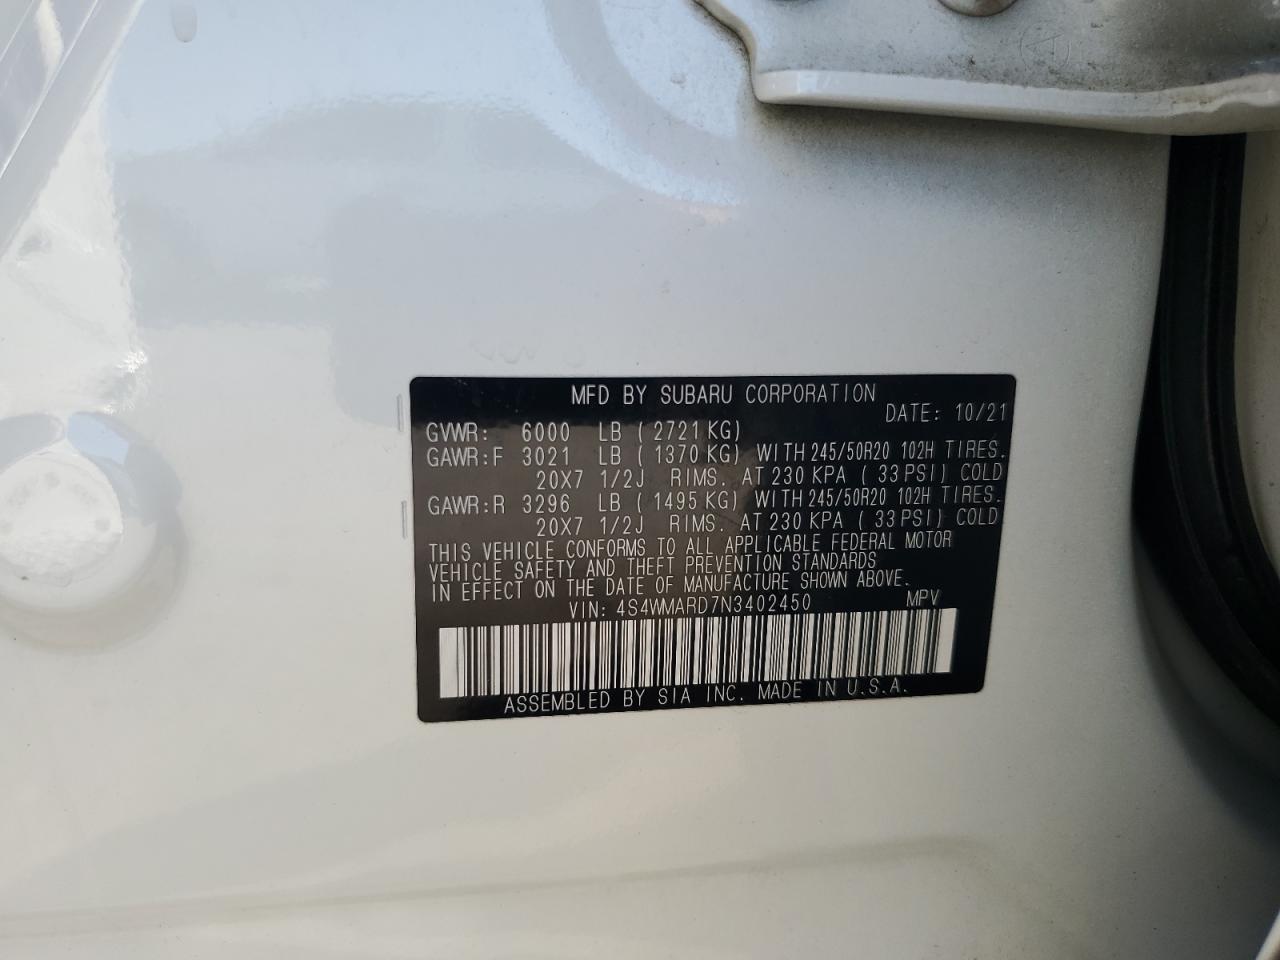 MFD BY SUBARU CORPORATION
DATE: 10/21
GVWR: 6000 LB ( 2721 KG)
GAWR:F 3021 LB ( 1370 KG) WITH 245/50R20 102H TIRES.
20X7 1/2J RIMS. AT 230 KPA ( 33 PSI) COLD
GAWR:R 3296 LB ( 1495 KG) WITH 245/50R20 102H TIRES.
20X7 1/2J RIMS. AT 230 KPA ( 33 PSI) COLD
THIS VEHICLE CONFORMS TO ALL APPLICABLE FEDERAL MOTOR
VEHICLE SAFETY AND THEFT PREVENTION STANDARDS
IN EFFECT ON THE DATE OF MANUFACTURE SHOWN ABOVE.
VIN: 4S4WMARD7N3402450 MPV
ASSEMBLED BY SIA INC. MADE IN U.S.A.